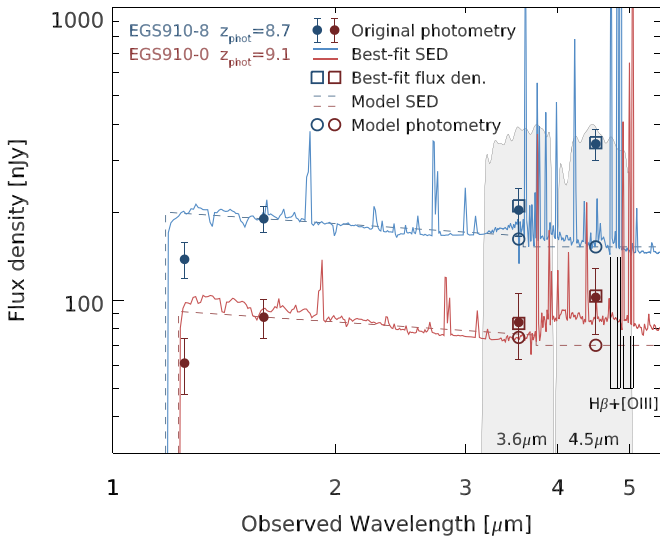 1000
100
Flux density [nJy]
EGS910-8 z_phot=8.7
EGS910-0 z_phot=9.1
Original photometry
Best-fit SED
Best-fit flux den.
Model SED
Model photometry
Hβ+[OIII]
3.6μm 4.5μm
1 2 3 4 5
Observed Wavelength [μm]